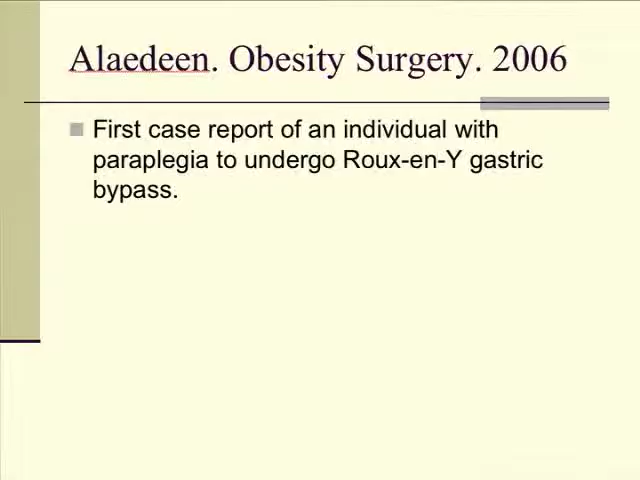 Alaedeen. Obesity Surgery. 2006
First case report of an individual with
paraplegia to undergo Roux-en-Y gastric
bypass.